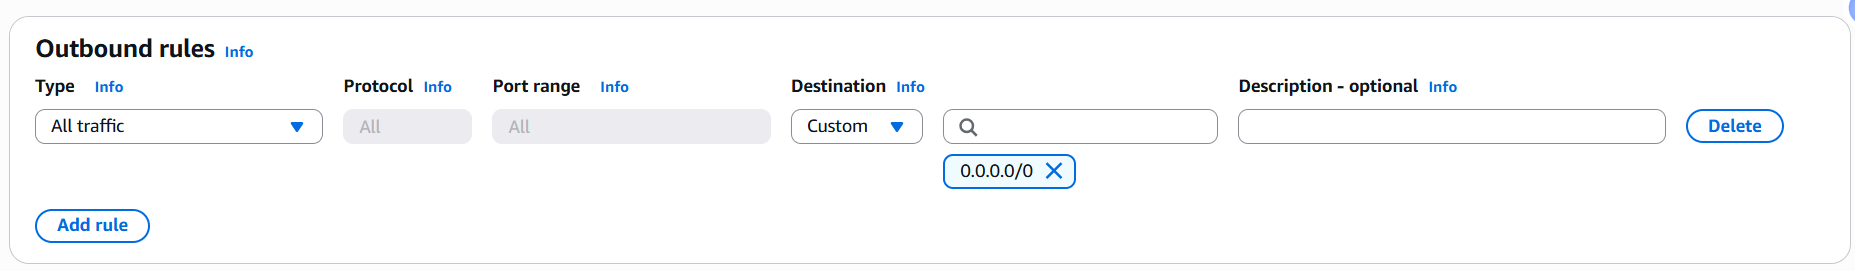 Outbound rules Info
Type Info Protocol Info Port range Info Destination Info Description - optional Info
All traffic All All Custom Delete
0.0.0.0/0
Add rule